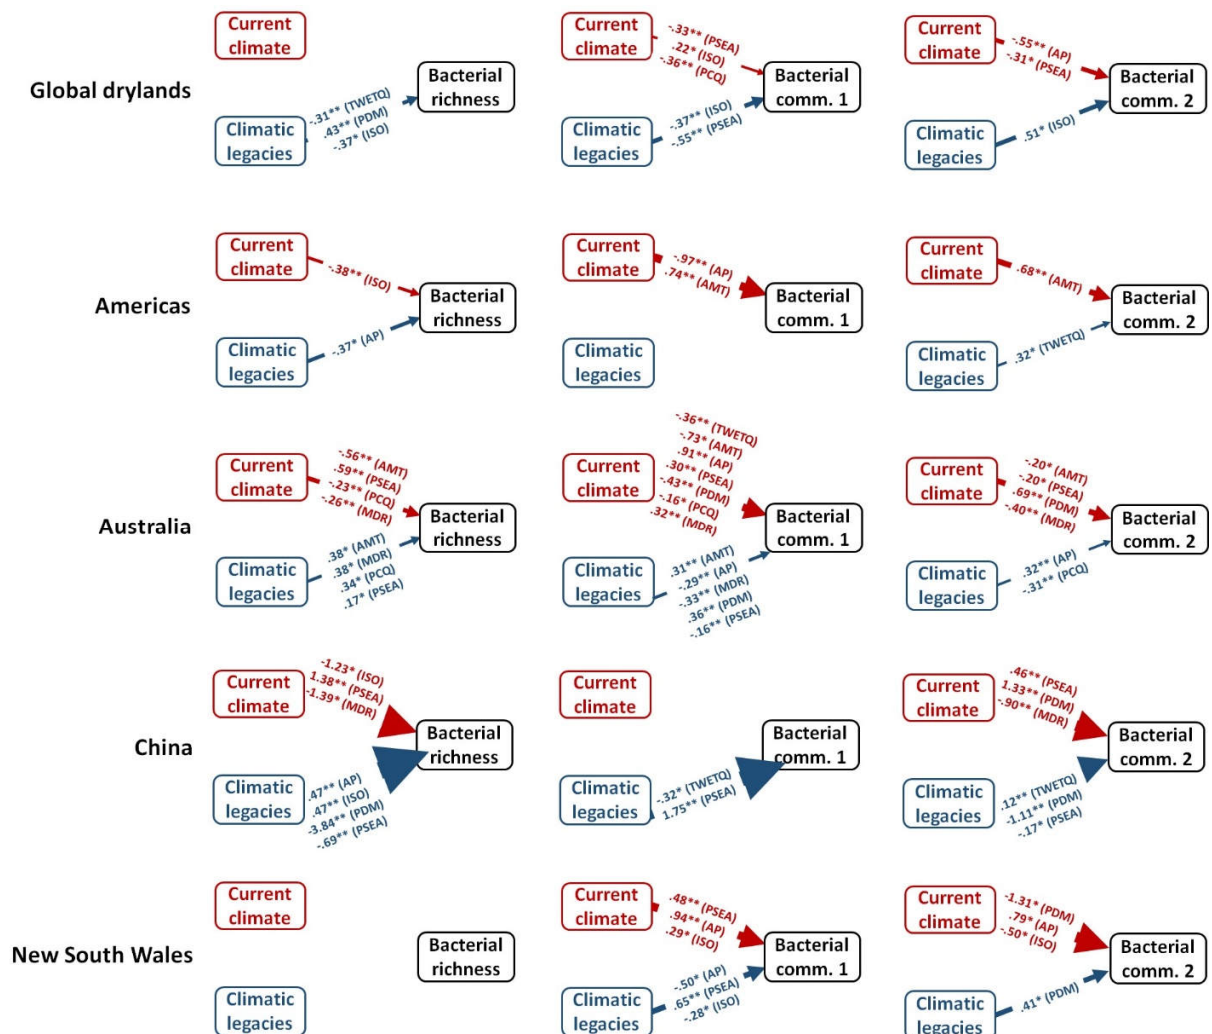 Global drylands
Current
climate
Climatic
legacies
-.31** (TWETQ)
.43** (PDM)
-.37* (ISO)
Bacterial
richness
Current
climate
-.33** (PSEA)
.22* (ISO)
-.36** (PCQ)
Climatic
legacies
-.37** (ISO)
-.55** (PSEA)
Bacterial
comm. 1
Current
climate
-.55** (AP)
-.31* (PSEA)
Climatic
legacies
.51* (ISO)
Bacterial
comm. 2
Americas
Current
climate
-.38** (ISO)
Climatic
legacies
-.37* (AP)
Bacterial
richness
Current
climate
-.97** (AP)
.74** (AMT)
Climatic
legacies
Bacterial
comm. 1
Current
climate
.68** (AMT)
Climatic
legacies
.32* (TWETQ)
Bacterial
comm. 2
Australia
Current
climate
-.56** (AMT)
.59** (PSEA)
-.23** (PCQ)
-.26** (MDR)
Climatic
legacies
.38* (AMT)
.38* (MDR)
.34* (PCQ)
.17* (PSEA)
Bacterial
richness
Current
climate
-.36** (TWETQ)
-.73* (AMT)
.91** (AP)
.30** (PSEA)
-.43** (PDM)
-.16* (PCQ)
.32** (MDR)
Climatic
legacies
.31** (AMT)
-.29** (AP)
-.33** (MDR)
.36** (PDM)
-.16** (PSEA)
Bacterial
comm. 1
Current
climate
-.20* (AMT)
-.20* (PSEA)
.69** (PDM)
-.40** (MDR)
Climatic
legacies
.32** (AP)
-.31** (PCQ)
Bacterial
comm. 2
China
Current
climate
-1.23* (ISO)
1.38** (PSEA)
-1.39* (MDR)
Climatic
legacies
.47** (AP)
.47** (ISO)
-3.84** (PDM)
-.69** (PSEA)
Bacterial
richness
Current
climate
Climatic
legacies
-.32* (TWETQ)
1.75** (PSEA)
Bacterial
comm. 1
Current
climate
.46** (PSEA)
1.33** (PDM)
-.90** (MDR)
Climatic
legacies
.12** (TWETQ)
-1.11** (PDM)
-.17* (PSEA)
Bacterial
comm. 2
New South Wales
Current
climate
Climatic
legacies
Bacterial
richness
Current
climate
.48** (PSEA)
.94** (AP)
.29* (ISO)
Climatic
legacies
-.50* (AP)
.65** (PSEA)
-.28* (ISO)
Bacterial
comm. 1
Current
climate
-1.31* (PDM)
.79* (AP)
-.50* (ISO)
Climatic
legacies
.41* (PDM)
Bacterial
comm. 2